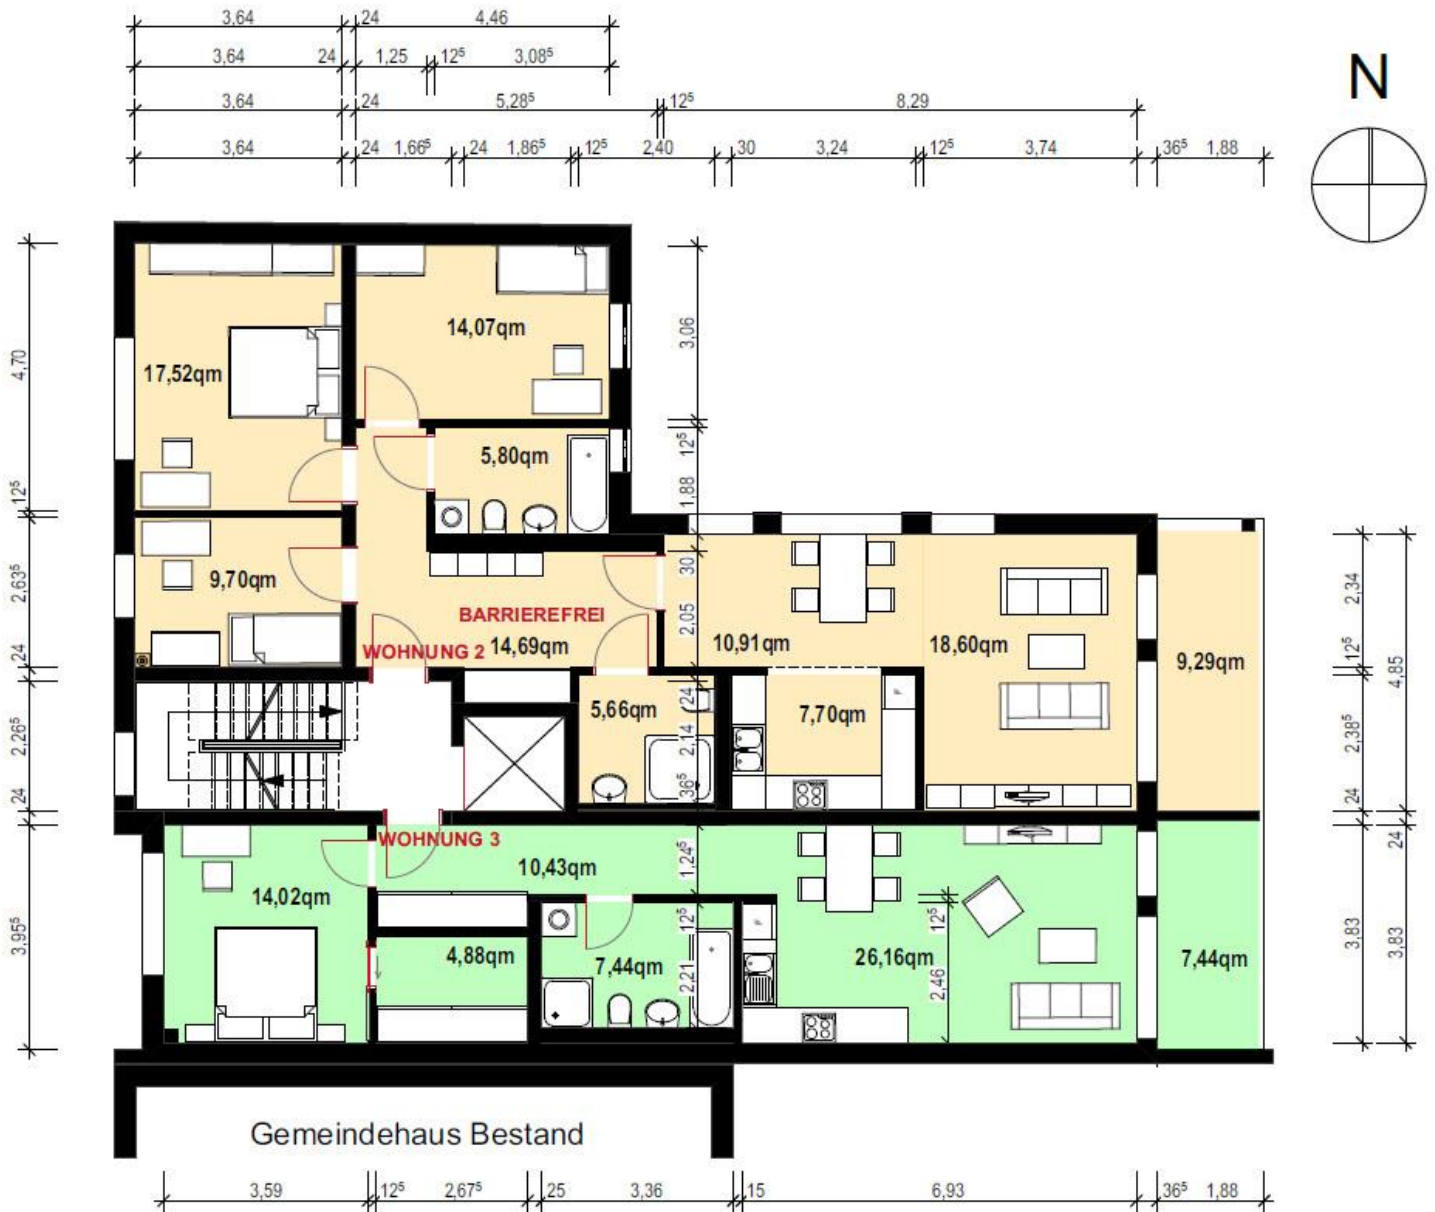 3,64 24 4,46
3,64 24 1,25 12⁵ 3,08⁵
3,64 24 5,28⁵ 12⁵ 8,29
3,64 24 1,66⁵ 24 1,86⁵ 12⁵ 2,40 30 3,24 12⁵ 3,74 36⁵ 1,88
N
4,70
12⁵
2,63⁵
24
2,26⁵
24
3,95⁵
17,52qm
14,07qm
3,06
12⁵
5,80qm
1,88
9,70qm
30
2,05
BARRIEREFREI
WOHNUNG 2
14,69qm
10,91qm
18,60qm
9,29qm
5,66qm
24
2,14
36⁵
7,70qm
2,34
12⁵
2,38⁵
24
3,83
4,85
24
3,83
WOHNUNG 3
10,43qm
1,24⁵
14,02qm
12⁵
2,21
4,88qm
7,44qm
26,16qm
12⁵
2,46
7,44qm
Gemeindehaus Bestand
3,59 12⁵ 2,67⁵ 25 3,36 15 6,93 36⁵ 1,88